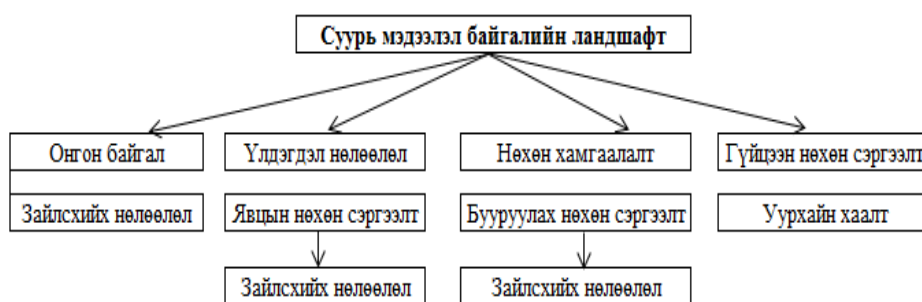 Суурь мэдээлэл байгалийн ландшафт
Онгон байгал
Үлдэгдэл нөлөөлөл
Нөхөн хамгаалалт
Гүйцээн нөхөн сэргээлт
Зайлсхийх нөлөөлөл
Явцын нөхөн сэргээлт
Бууруулах нөхөн сэргээлт
Уурхайн хаалт
Зайлсхийх нөлөөлөл
Зайлсхийх нөлөөлөл